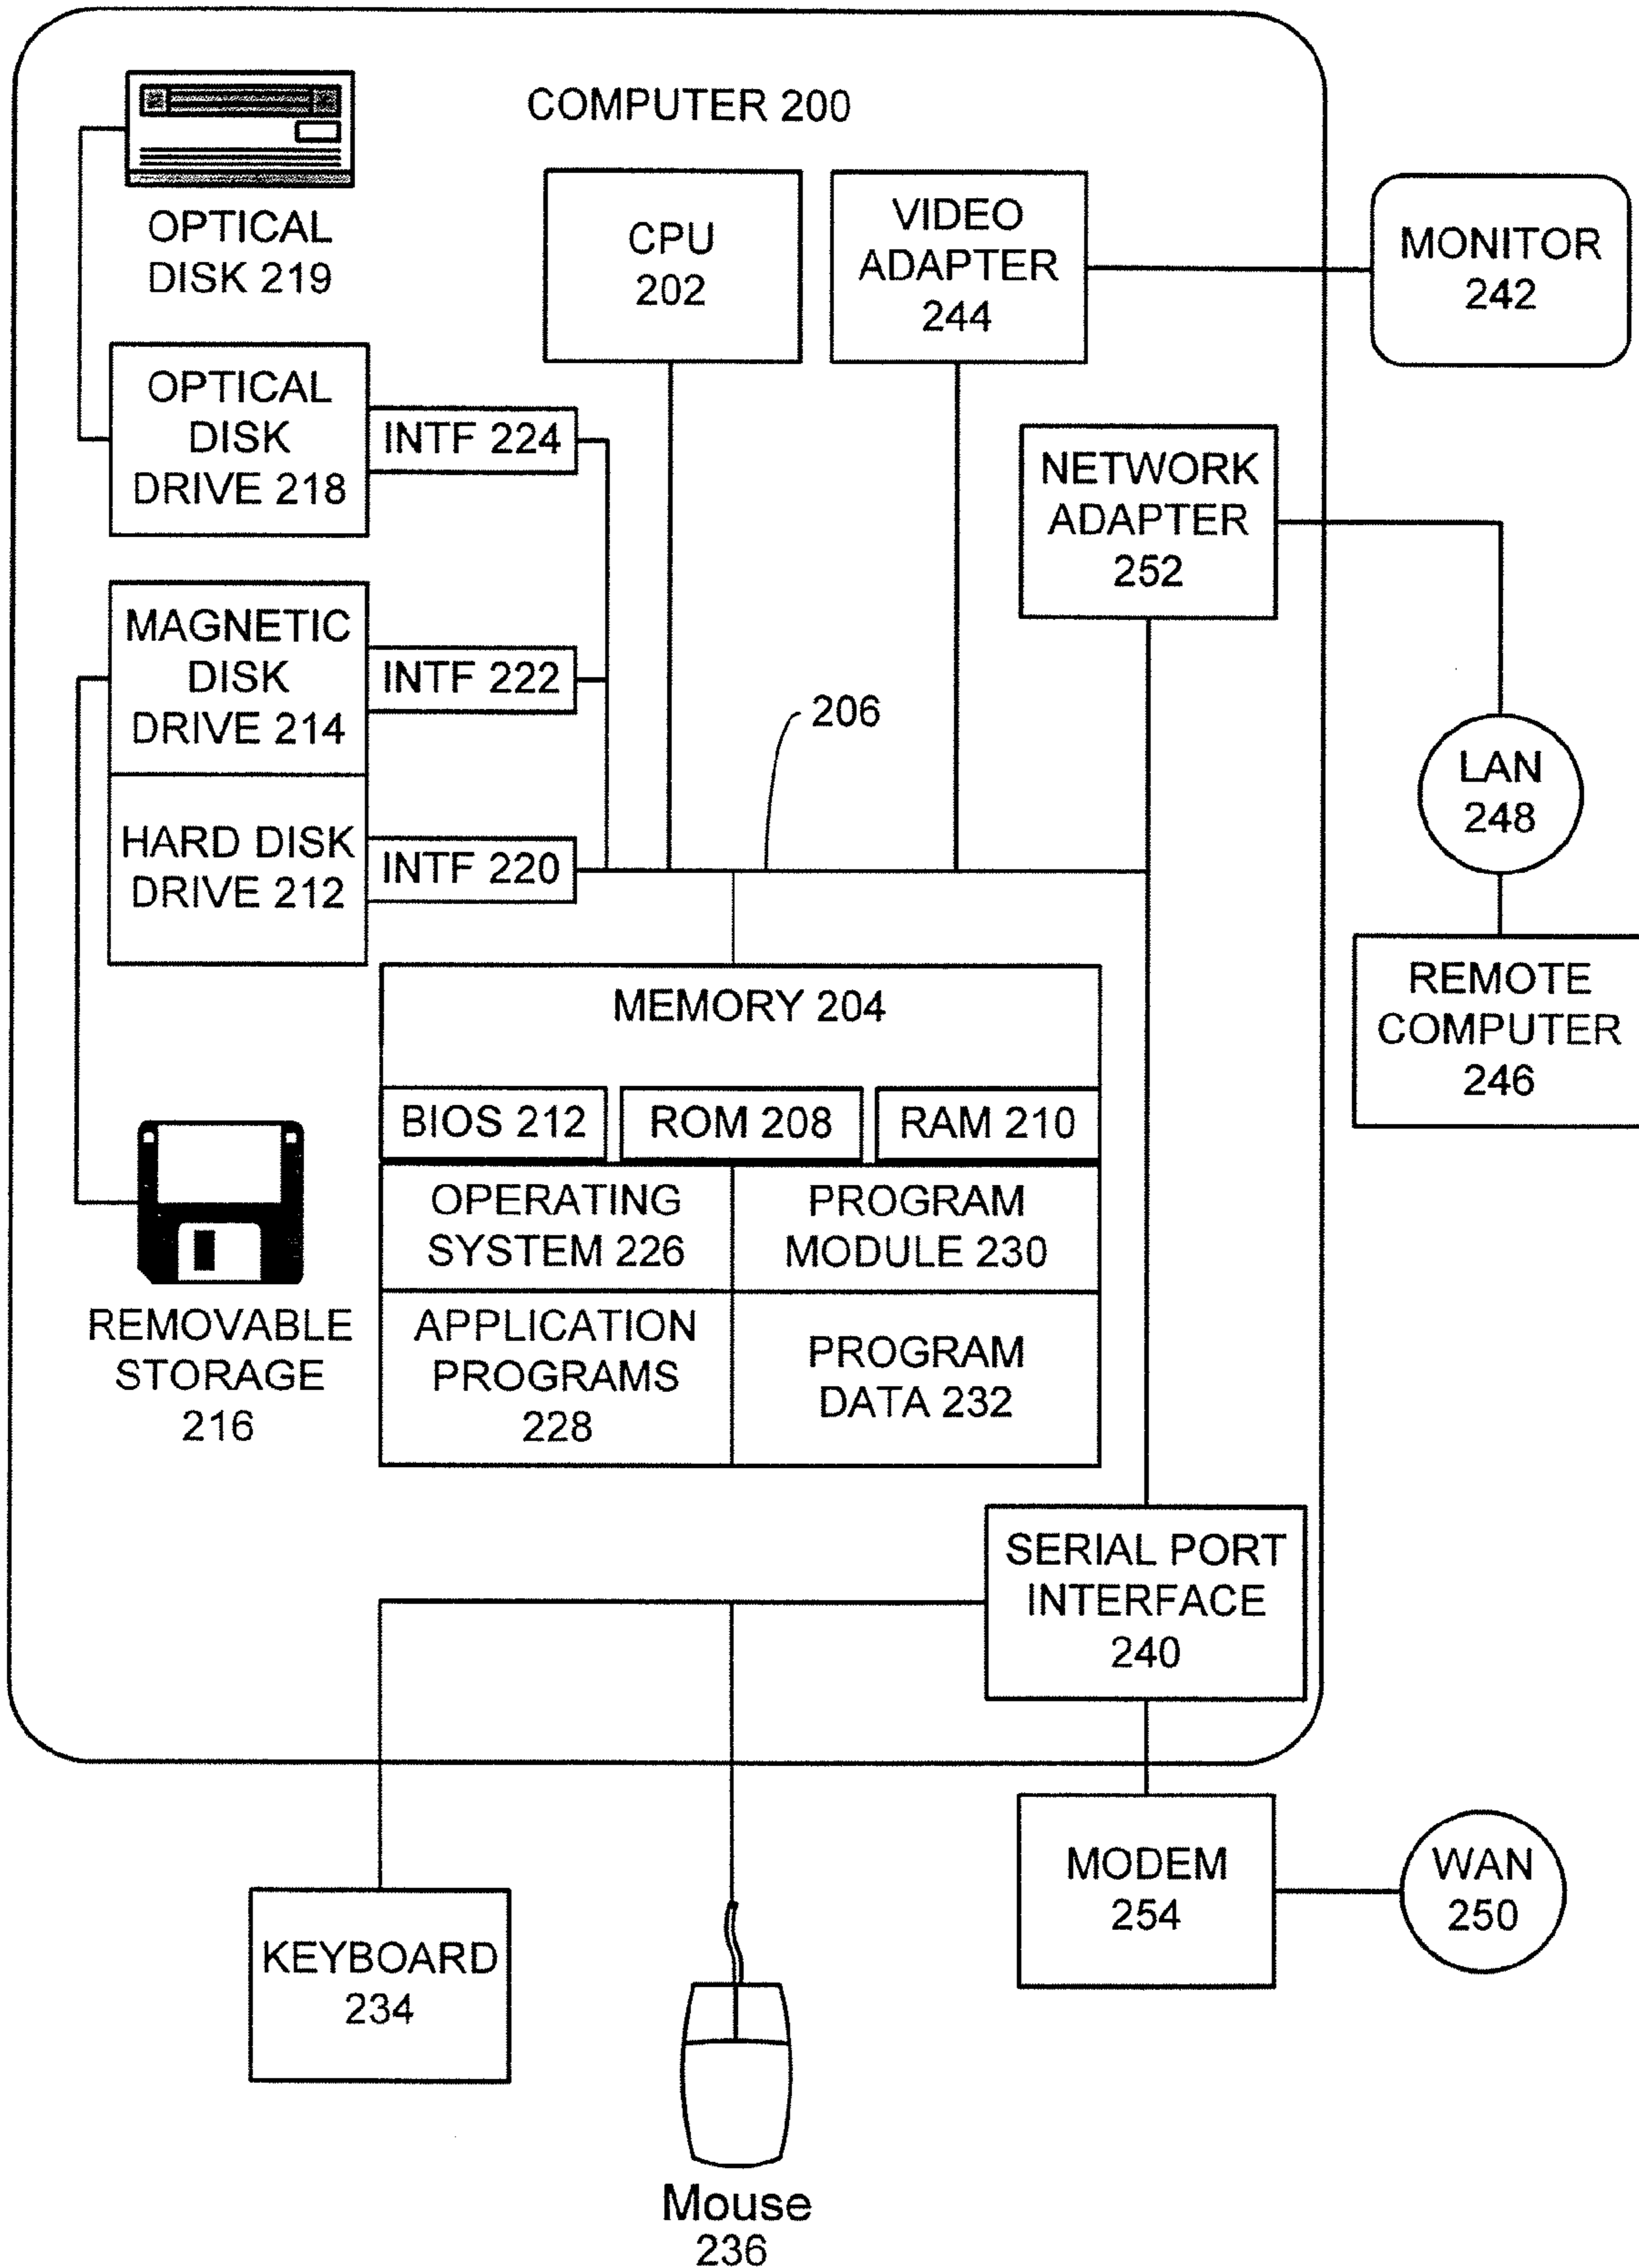 COMPUTER 200
OPTICAL
DISK 219
CPU
202
VIDEO
ADAPTER
244
MONITOR
242
OPTICAL
DISK
DRIVE 218
INTF 224
NETWORK
ADAPTER
252
MAGNETIC
DISK
DRIVE 214
INTF 222
206
LAN
248
HARD DISK
DRIVE 212
INTF 220
REMOTE
COMPUTER
246
MEMORY 204
BIOS 212
ROM 208
RAM 210
OPERATING
SYSTEM 226
PROGRAM
MODULE 230
REMOVABLE
STORAGE
216
APPLICATION
PROGRAMS
228
PROGRAM
DATA 232
SERIAL PORT
INTERFACE
240
MODEM
254
WAN
250
KEYBOARD
234
Mouse
236